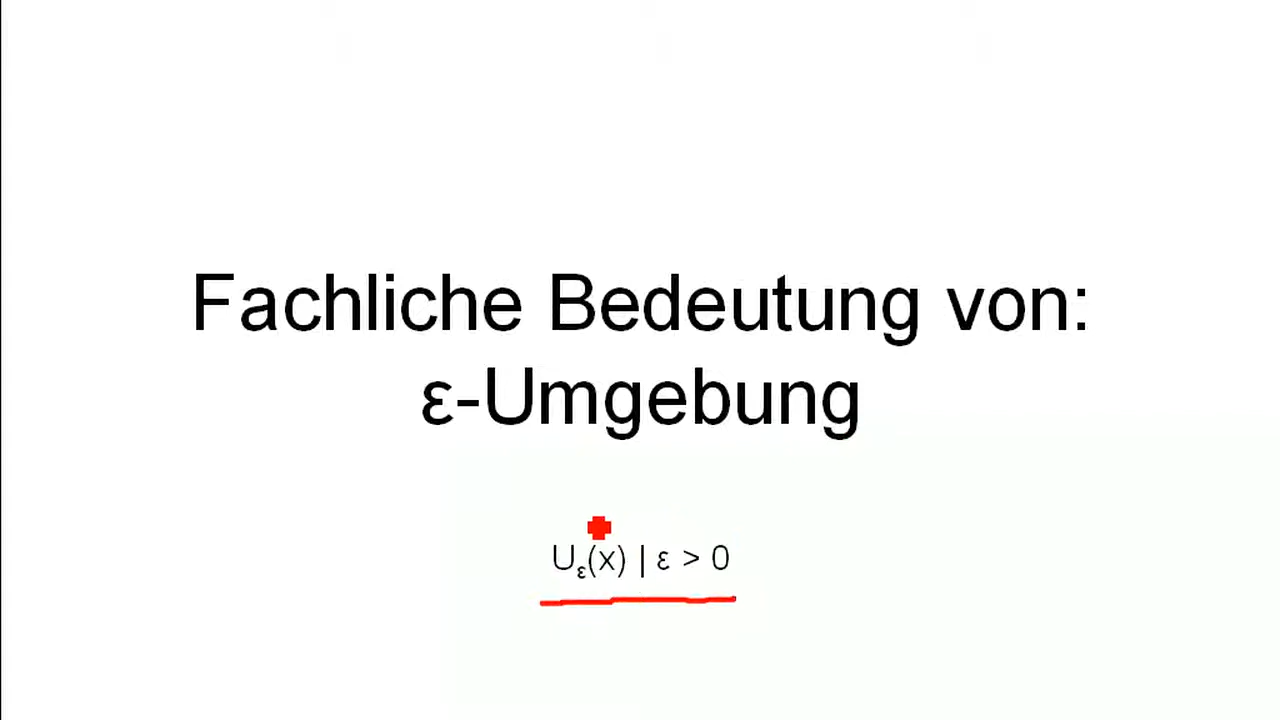 Fachliche Bedeutung von:
ε-Umgebung
Uε(x) | ε > 0